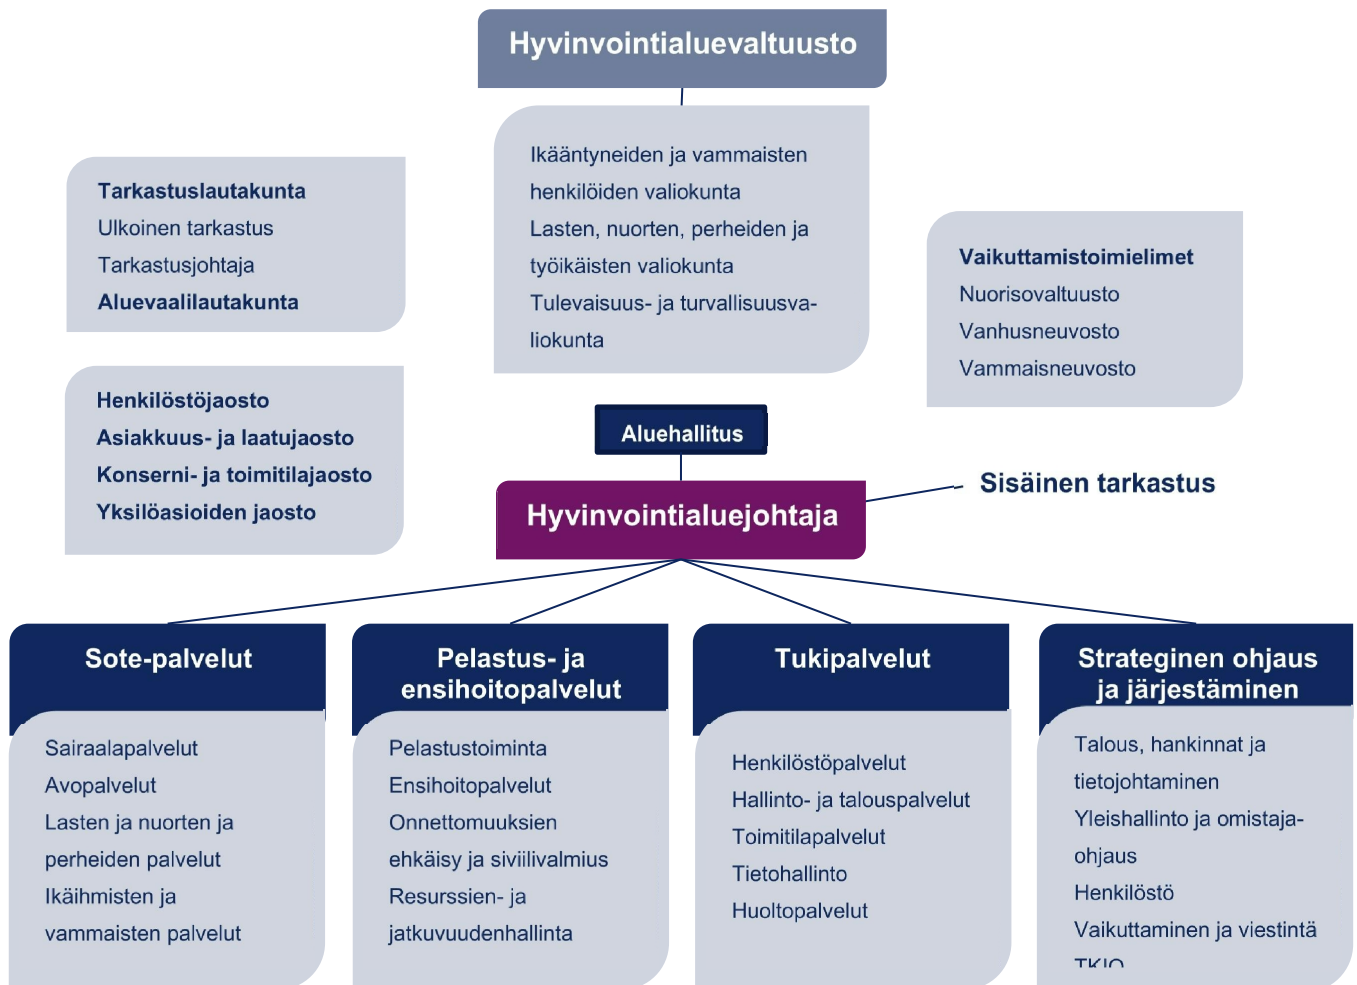 Hyvinvointialuevaltuusto
Ikääntyneiden ja vammaisten
henkilöiden valiokunta
Lasten, nuorten, perheiden ja
työikäisten valiokunta
Tulevaisuus- ja turvallisuusva-
liokunta
Tarkastuslautakunta
Ulkoinen tarkastus
Tarkastusjohtaja
Aluevaalilautakunta
Vaikuttamistoimielimet
Nuorisovaltuusto
Vanhusneuvosto
Vammaisneuvosto
Henkilöstöjaosto
Asiakkuus- ja laatujaosto
Konserni- ja toimitilajaosto
Yksilöasioiden jaosto
Aluehallitus
Hyvinvointialuejohtaja
Sisäinen tarkastus
Sote-palvelut
Sairaalapalvelut
Avopalvelut
Lasten ja nuorten ja
perheiden palvelut
Ikäihmisten ja
vammaisten palvelut
Pelastus- ja
ensihoitopalvelut
Pelastustoiminta
Ensihoitopalvelut
Onnettomuuksien
ehkäisy ja siviilivalmius
Resurssien- ja
jatkuvuudenhallinta
Tukipalvelut
Henkilöstöpalvelut
Hallinto- ja talouspalvelut
Toimitilapalvelut
Tietohallinto
Huoltopalvelut
Strateginen ohjaus
ja järjestäminen
Talous, hankinnat ja
tietojohtaminen
Yleishallinto ja omistaja-
ohjaus
Henkilöstö
Vaikuttaminen ja viestintä
TKIO